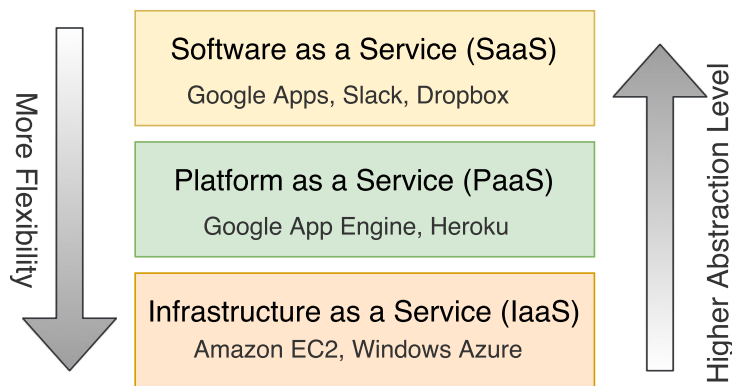 Software as a Service (SaaS)
Google Apps, Slack, Dropbox
More Flexibility
Platform as a Service (PaaS)
Google App Engine, Heroku
Higher Abstraction Level
Infrastructure as a Service (IaaS)
Amazon EC2, Windows Azure